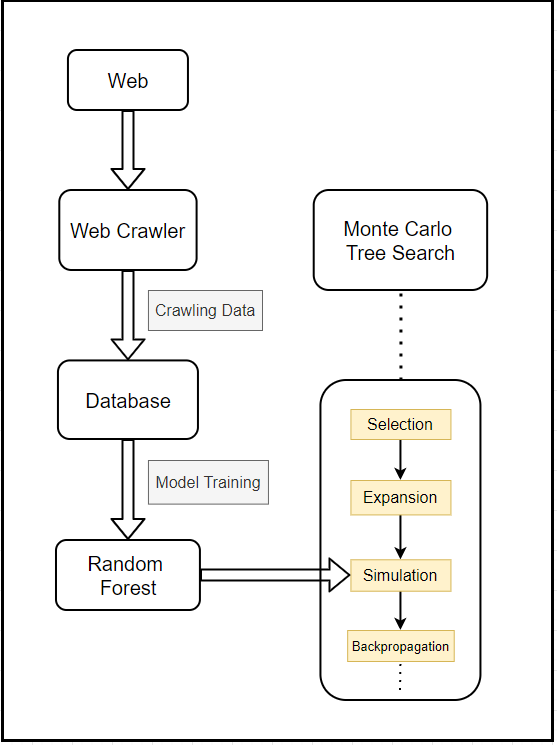 Web
Web Crawler
Crawling Data
Database
Model Training
Random
Forest
Monte Carlo
Tree Search
Selection
Expansion
Simulation
Backpropagation